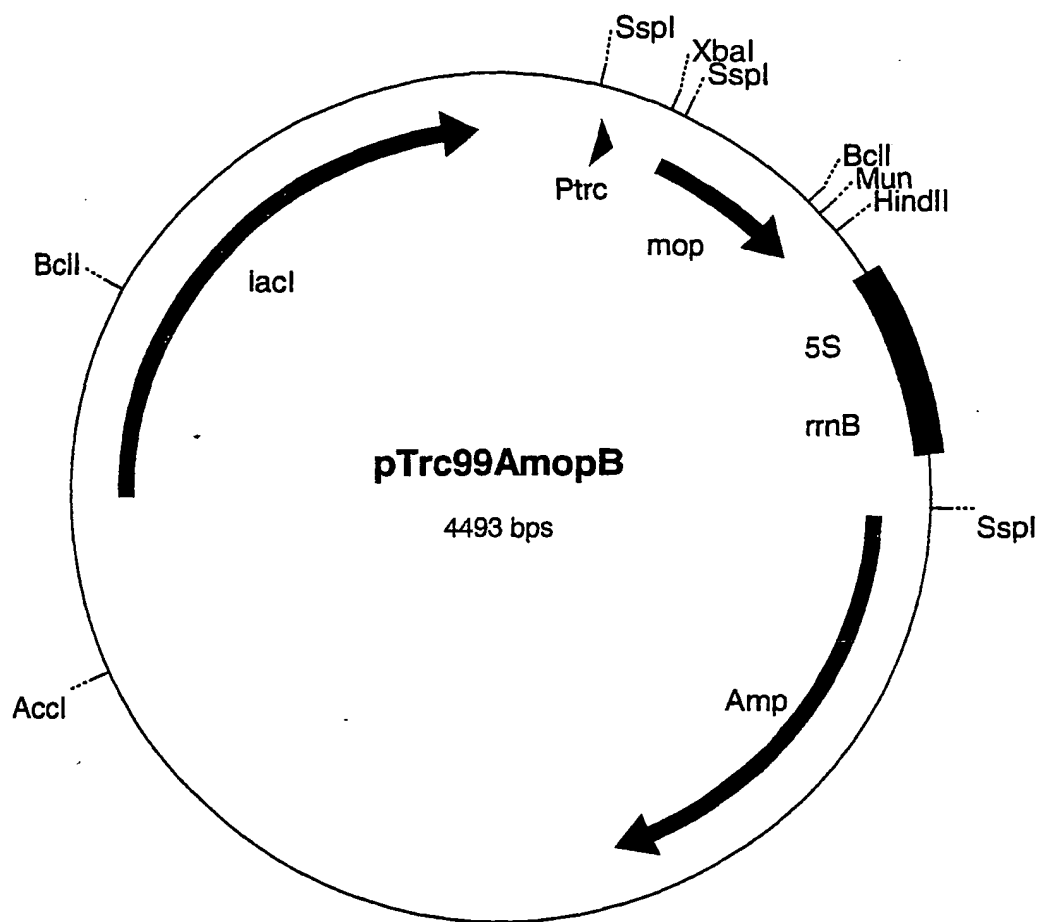 SspI
XbaI
SspI
BclI
Mun
HindII
Ptrc
mop
BclI
lacI
5S
rrnB
pTrc99AmopB
4493 bps
SspI
Amp
AccI